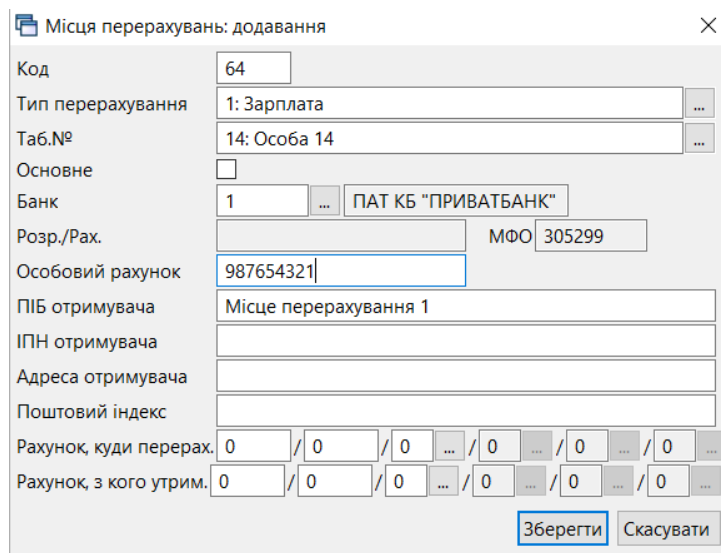 Місця перерахувань: додавання
Код 64
Тип перерахування 1: Зарплата ...
Таб.№ 14: Особа 14 ...
Основне
Банк 1 ... ПАТ КБ "ПРИВАТБАНК"
Розр./Рах. МФО 305299
Особовий рахунок 987654321
ПІБ отримувача Місце перерахування 1
ІПН отримувача
Адреса отримувача
Поштовий індекс
Рахунок, куди перерах. 0 / 0 / 0 ... / 0 ... / 0 ... / 0 ...
Рахунок, з кого утрим. 0 / 0 / 0 ... / 0 ... / 0 ... / 0 ...
Зберегти Скасувати